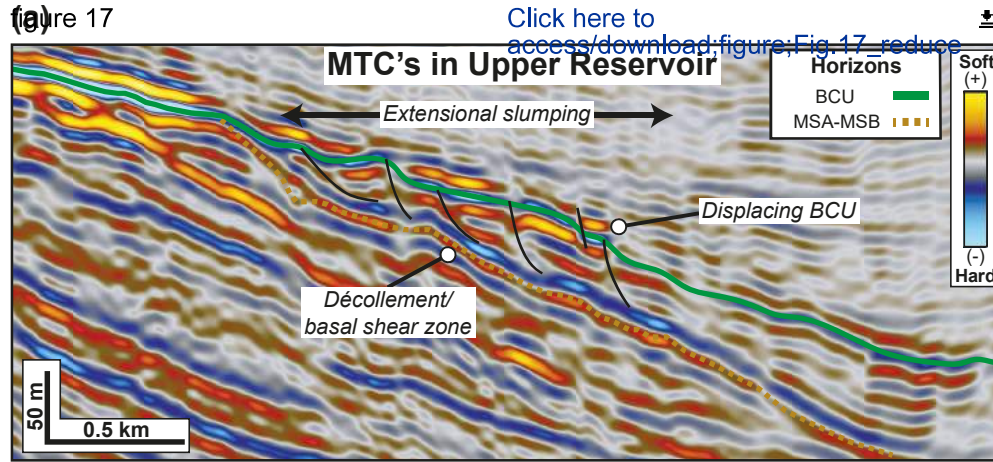 figure 17
(a)
Click here to
access/download;figure;Fig.17_reduce
MTC's in Upper Reservoir
Extensional slumping
Horizons
BCU
MSA-MSB
Soft
(+)
(-)
Hard
Displacing BCU
Décollement/
basal shear zone
50 m
0.5 km